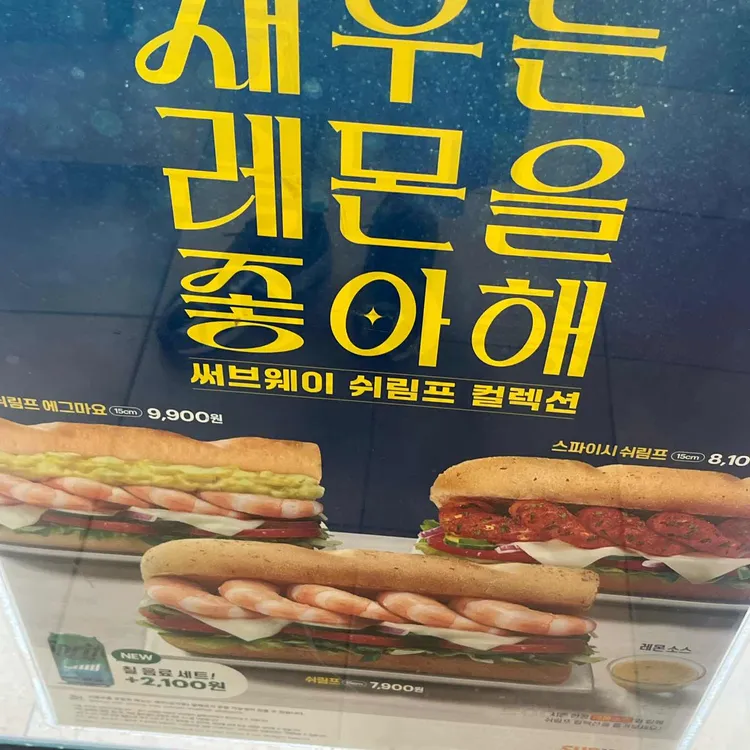 새우는
레몬을
좋아해
써브웨이 쉬림프 컬렉션
쉬림프 에그마요 15cm 9,900원
스파이시 쉬림프 15cm 8,10
NEW
칠 음료 세트!
+2,100원
쉬림프 15cm 7,900원
레몬 소스